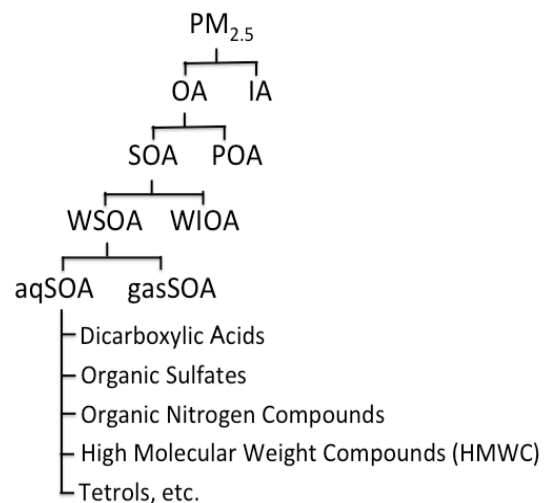 PM2.5
OA IA
SOA POA
WSOA WIOA
aqSOA gasSOA
Dicarboxylic Acids
Organic Sulfates
Organic Nitrogen Compounds
High Molecular Weight Compounds (HMWC)
Tetrols, etc.